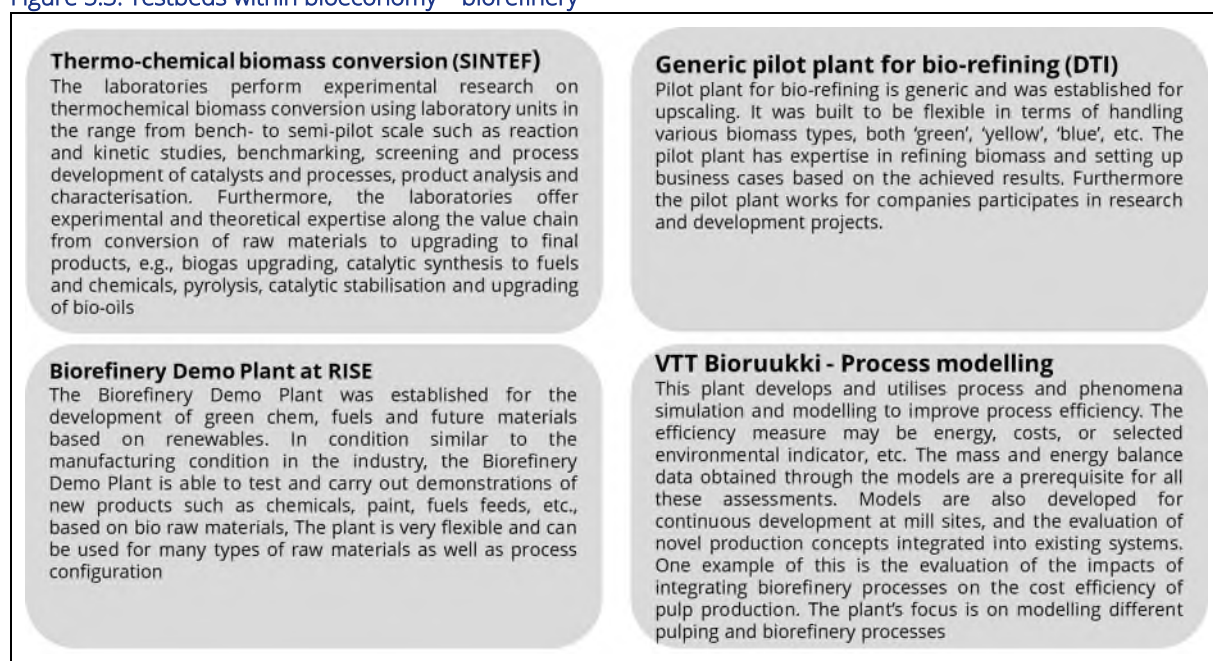 Figure 3.3: Testbeds within bioeconomy – biorefinery
Thermo-chemical biomass conversion (SINTEF)
The laboratories perform experimental research on
thermochemical biomass conversion using laboratory units in
the range from bench- to semi-pilot scale such as reaction
and kinetic studies, benchmarking, screening and process
development of catalysts and processes, product analysis and
characterisation. Furthermore, the laboratories offer
experimental and theoretical expertise along the value chain
from conversion of raw materials to upgrading to final
products, e.g., biogas upgrading, catalytic synthesis to fuels
and chemicals, pyrolysis, catalytic stabilisation and upgrading
of bio-oils
Generic pilot plant for bio-refining (DTI)
Pilot plant for bio-refining is generic and was established for
upscaling. It was built to be flexible in terms of handling
various biomass types, both ‘green’, ‘yellow’, ‘blue’, etc. The
pilot plant has expertise in refining biomass and setting up
business cases based on the achieved results. Furthermore
the pilot plant works for companies participates in research
and development projects.
Biorefinery Demo Plant at RISE
The Biorefinery Demo Plant was established for the
development of green chem, fuels and future materials
based on renewables. In condition similar to the
manufacturing condition in the industry, the Biorefinery
Demo Plant is able to test and carry out demonstrations of
new products such as chemicals, paint, fuels feeds, etc.,
based on bio raw materials, The plant is very flexible and can
be used for many types of raw materials as well as process
configuration
VTT Bioruukki - Process modelling
This plant develops and utilises process and phenomena
simulation and modelling to improve process efficiency. The
efficiency measure may be energy, costs, or selected
environmental indicator, etc. The mass and energy balance
data obtained through the models are a prerequisite for all
these assessments. Models are also developed for
continuous development at mill sites, and the evaluation of
novel production concepts integrated into existing systems.
One example of this is the evaluation of the impacts of
integrating biorefinery processes on the cost efficiency of
pulp production. The plant’s focus is on modelling different
pulping and biorefinery processes